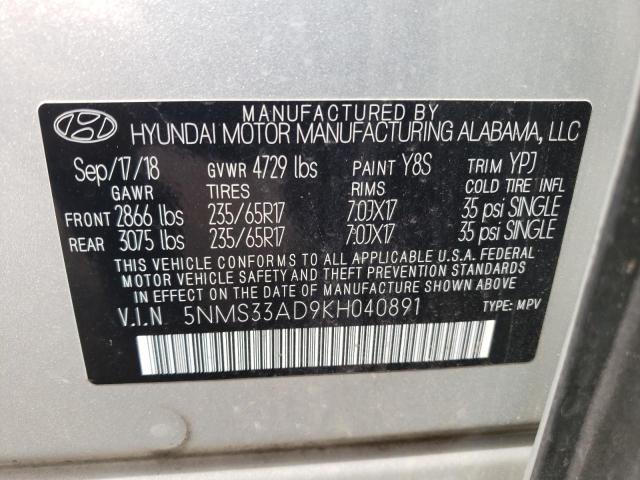 MANUFACTURED BY
HYUNDAI MOTOR MANUFACTURING ALABAMA, LLC
Sep/17/18 GVWR 4729 lbs PAINT Y8S TRIM YPJ
GAWR TIRES RIMS COLD TIRE INFL
FRONT 2866 lbs 235/65R17 7.0JX17 35 psi SINGLE
REAR 3075 lbs 235/65R17 7.0JX17 35 psi SINGLE
THIS VEHICLE CONFORMS TO ALL APPLICABLE U.S.A. FEDERAL
MOTOR VEHICLE SAFETY AND THEFT PREVENTION STANDARDS
IN EFFECT ON THE DATE OF MANUFACTURE SHOWN ABOVE
V.I.N 5NMS33AD9KH040891 TYPE: MPV